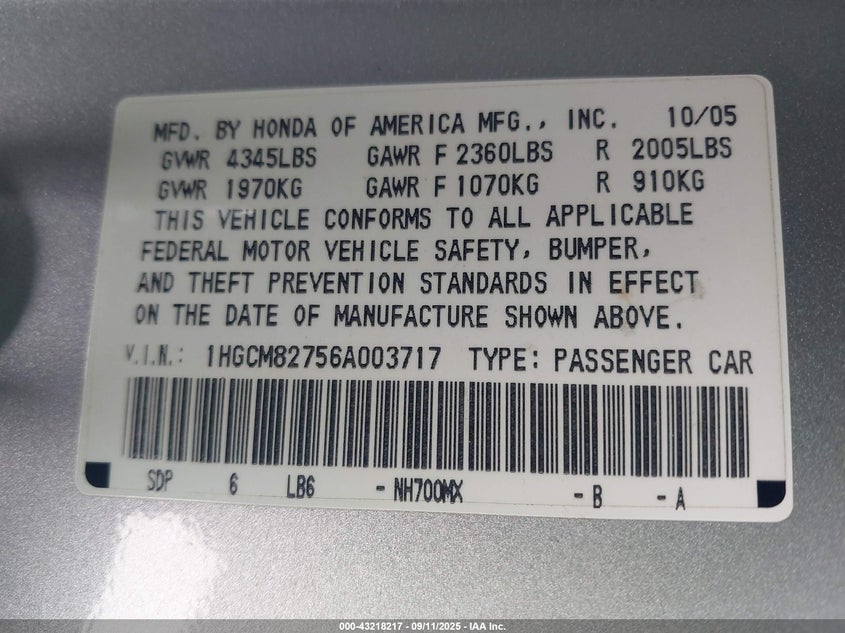 MFD. BY HONDA OF AMERICA MFG., INC. 10/05
GVWR 4345LBS GAWR F 2360LBS R 2005LBS
GVWR 1970KG GAWR F 1070KG R 910KG
THIS VEHICLE CONFORMS TO ALL APPLICABLE
FEDERAL MOTOR VEHICLE SAFETY, BUMPER,
AND THEFT PREVENTION STANDARDS IN EFFECT
ON THE DATE OF MANUFACTURE SHOWN ABOVE.
V.I.N.: 1HGCM82756A003717 TYPE: PASSENGER CAR
SDP 6 LB6 - NH700MX - B - A
000-43218217 - 09/11/2025 - IAA Inc.